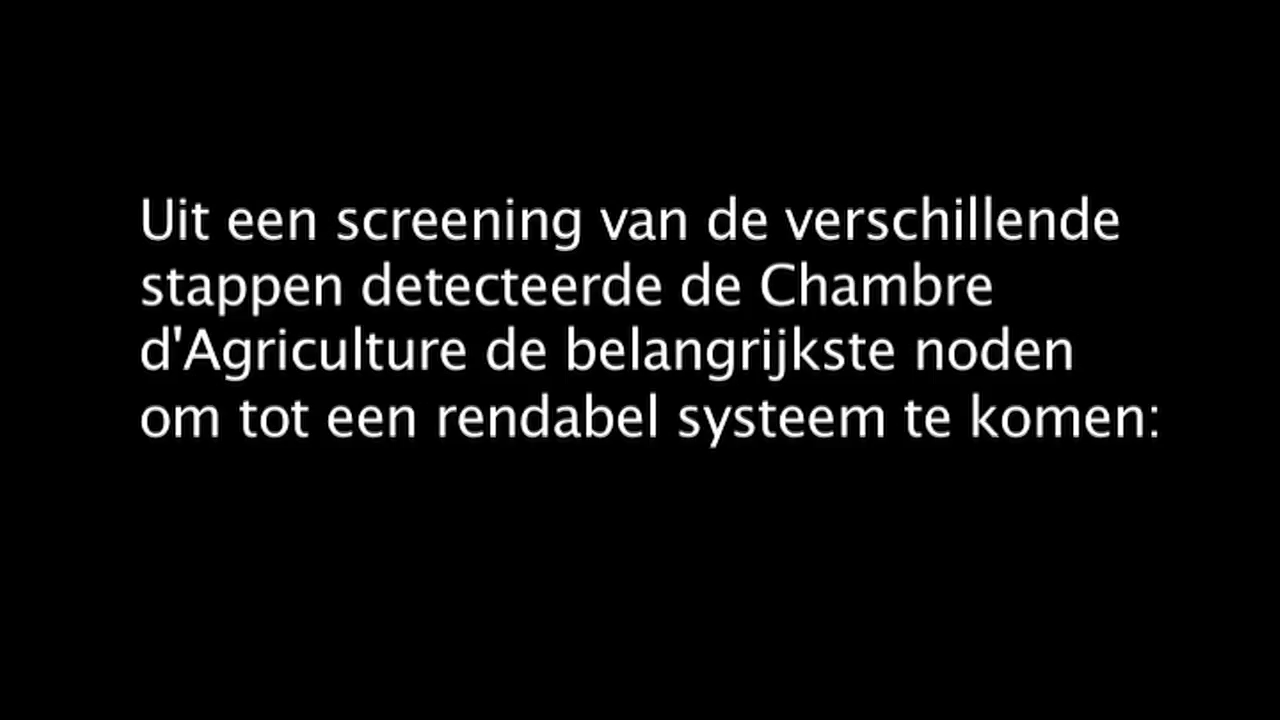 Uit een screening van de verschillende
stappen detecteerde de Chambre
d'Agriculture de belangrijkste noden
om tot een rendabel systeem te komen: